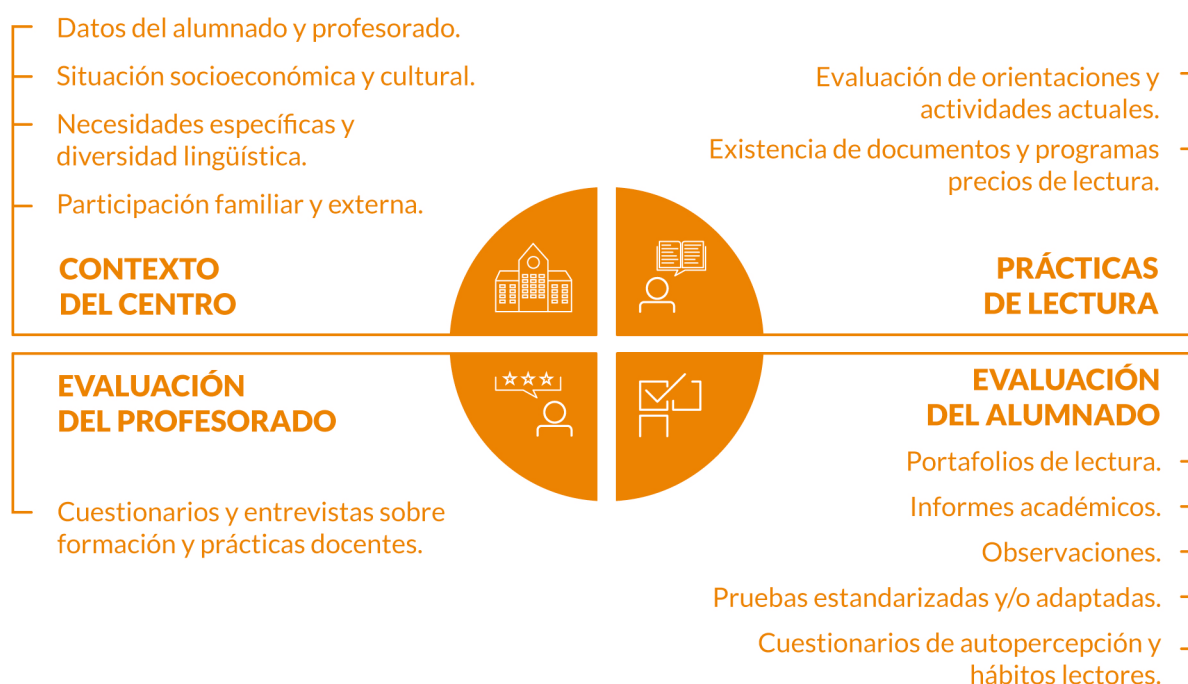 Datos del alumnado y profesorado.
Situación socioeconómica y cultural.
Necesidades específicas y
diversidad lingüística.
Participación familiar y externa.
CONTEXTO
DEL CENTRO
Evaluación de orientaciones y
actividades actuales.
Existencia de documentos y programas
precios de lectura.
PRÁCTICAS
DE LECTURA
EVALUACIÓN
DEL PROFESORADO
Cuestionarios y entrevistas sobre
formación y prácticas docentes.
EVALUACIÓN
DEL ALUMNADO
Portafolios de lectura.
Informes académicos.
Observaciones.
Pruebas estandarizadas y/o adaptadas.
Cuestionarios de autopercepción y
hábitos lectores.